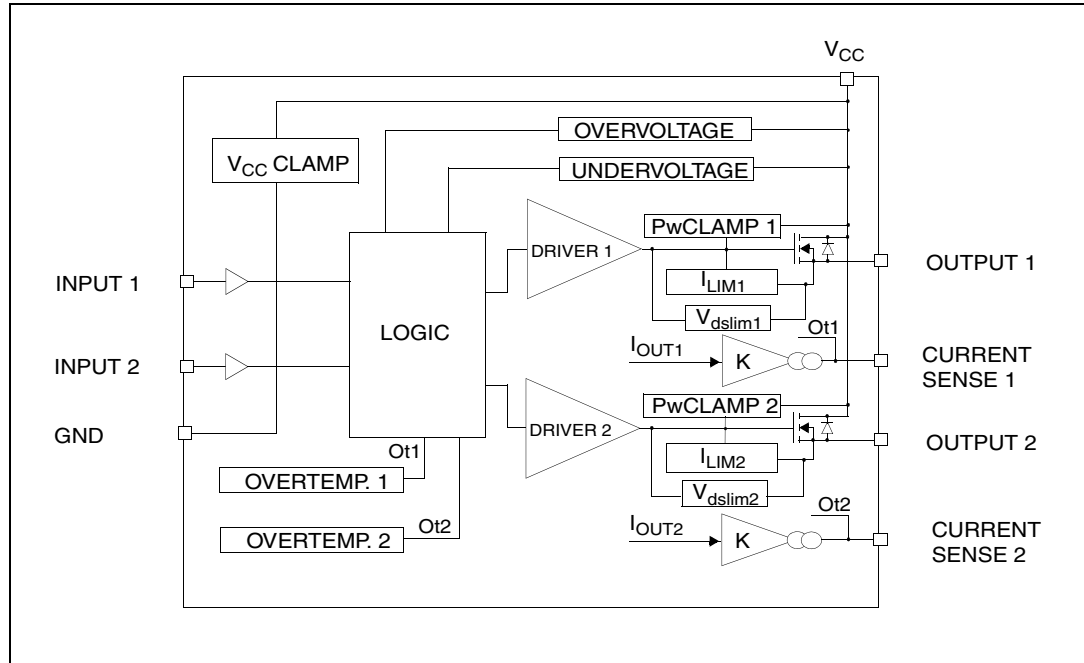 VCC
OVERVOLTAGE
VCC CLAMP
UNDERVOLTAGE
PwCLAMP 1
DRIVER 1
INPUT 1
ILIM1
OUTPUT 1
LOGIC
Vdslim1
Ot1
IOUT1
K
CURRENT
SENSE 1
INPUT 2
PwCLAMP 2
GND
DRIVER 2
OUTPUT 2
Ot1
ILIM2
OVERTEMP. 1
Vdslim2
Ot2
Ot2
IOUT2
K
CURRENT
SENSE 2
OVERTEMP. 2